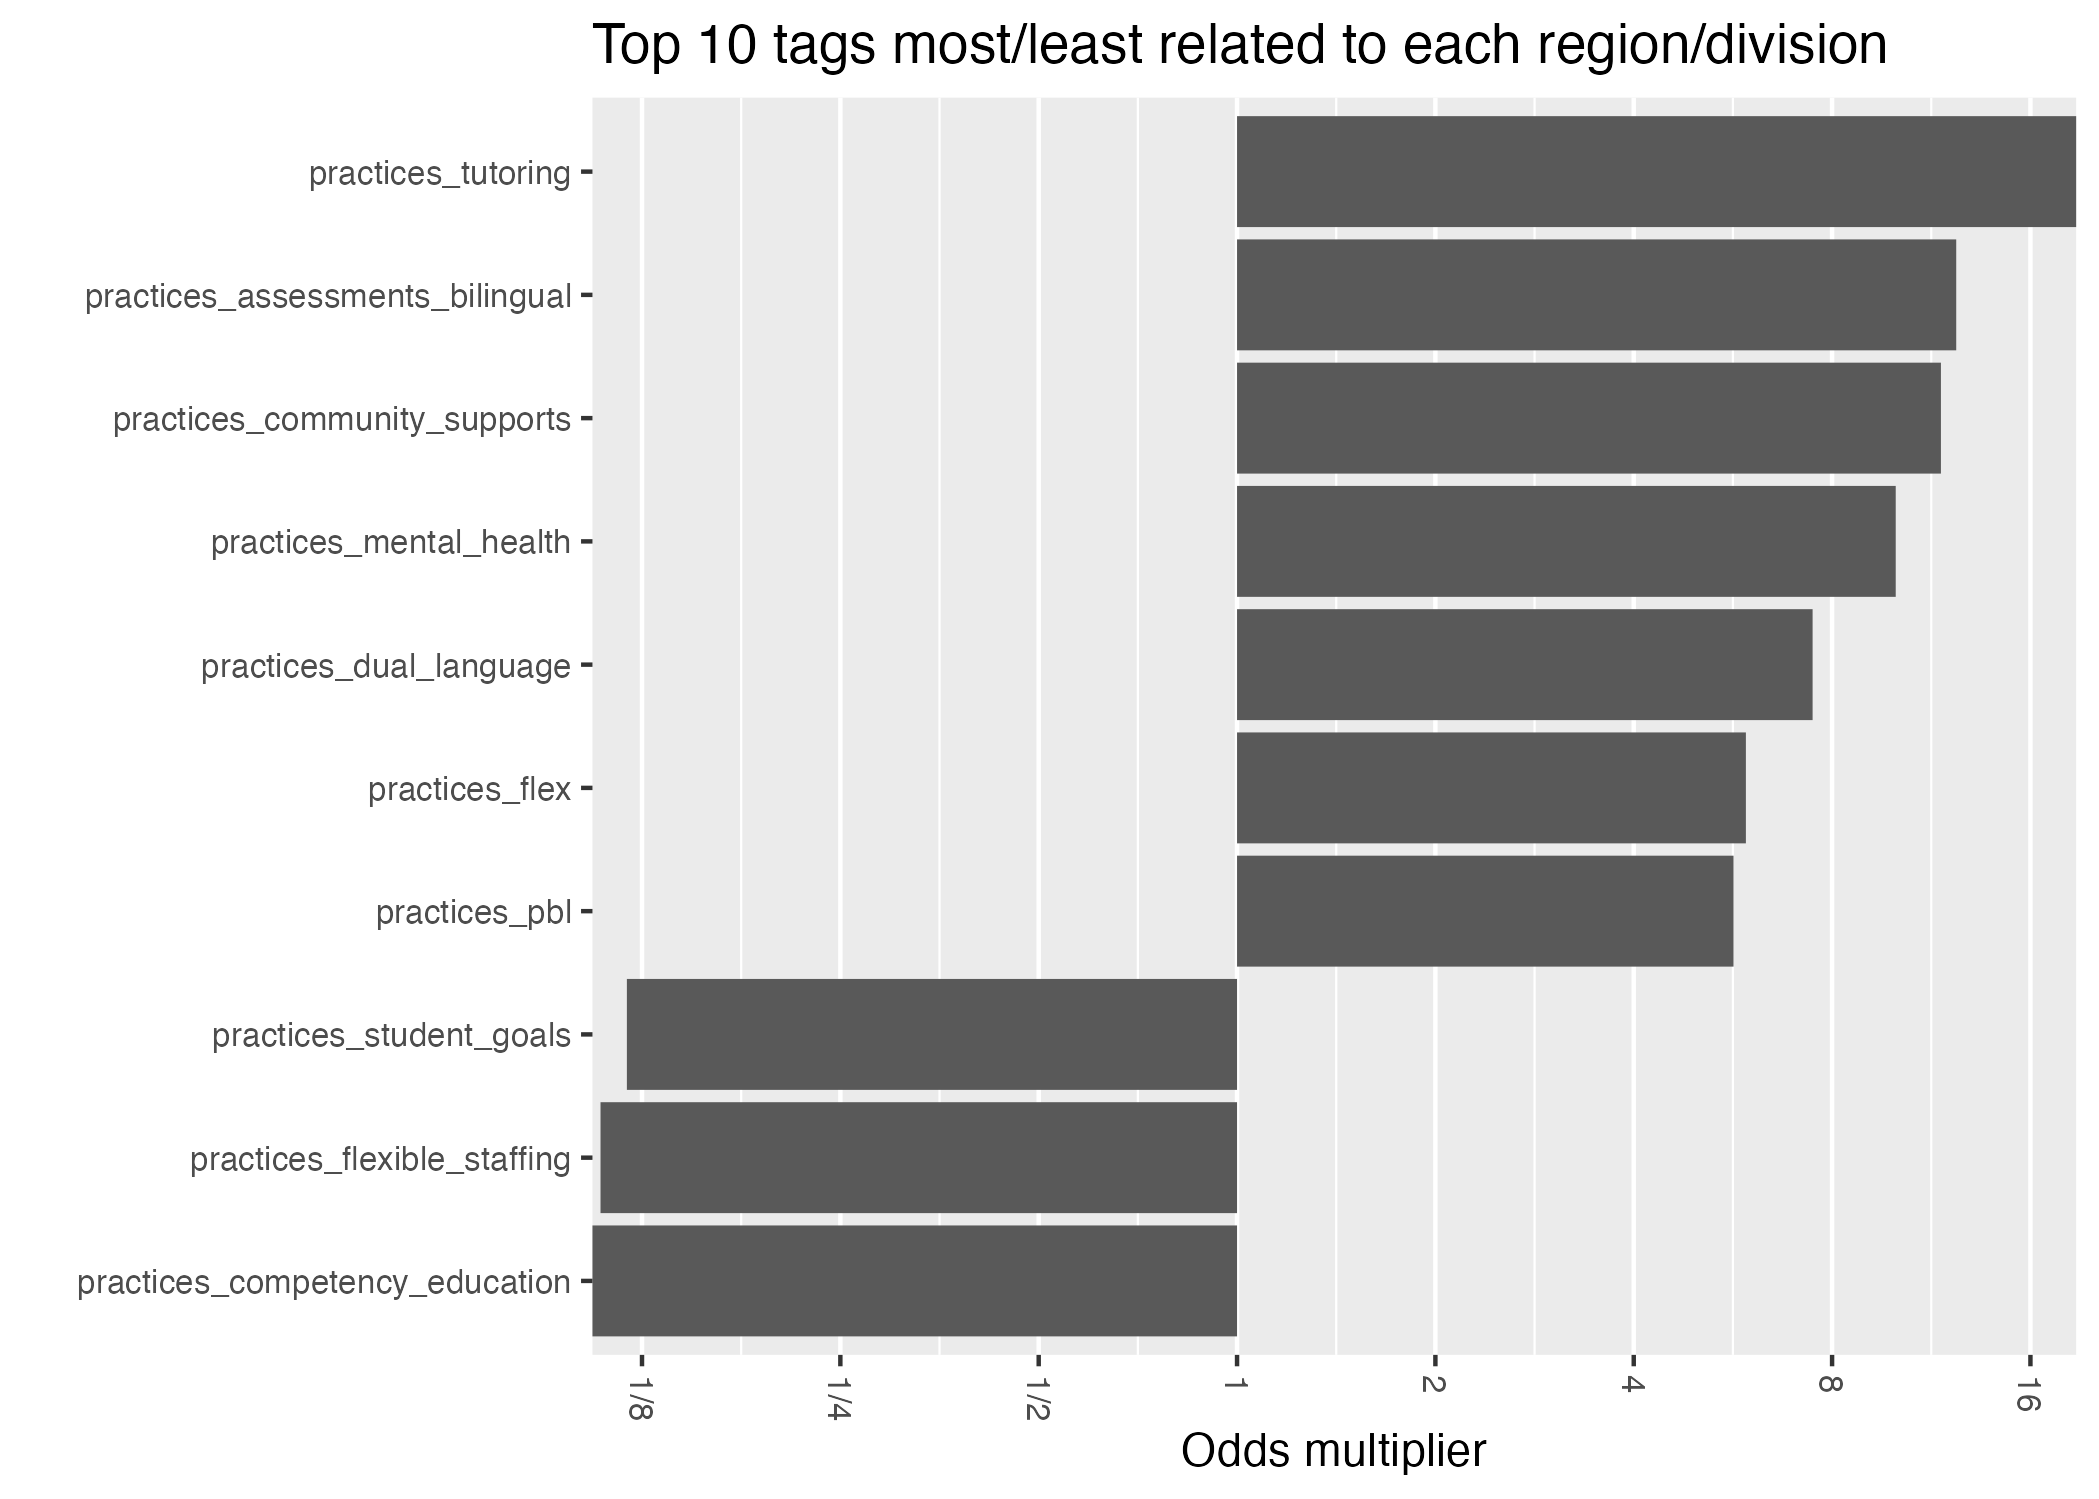 Top 10 tags most/least related to each region/division
practices_tutoring
practices_assessments_bilingual
practices_community_supports
practices_mental_health
practices_dual_language
practices_flex
practices_pbl
practices_student_goals
practices_flexible_staffing
practices_competency_education
1/8
1/4
1/2
1
2
4
8
16
Odds multiplier